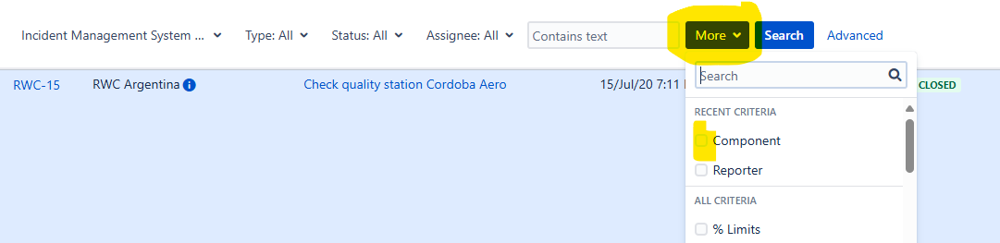 Incident Management System ... Type: All Status: All Assignee: All Contains text More Search Advanced
Search
RWC-15 RWC Argentina Check quality station Cordoba Aero 15/Jul/20 7:11 CLOSED
RECENT CRITERIA
Component
Reporter
ALL CRITERIA
% Limits